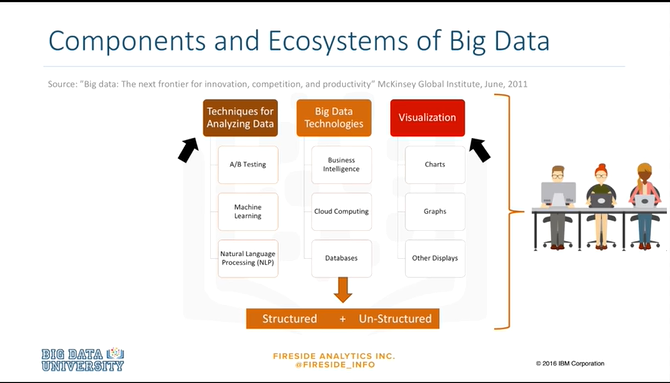 Components and Ecosystems of Big Data
Source: "Big data: The next frontier for innovation, competition, and productivity" McKinsey Global Institute, June, 2011
Techniques for
Analyzing Data
Big Data
Technologies
Visualization
A/B Testing
Business
Intelligence
Charts
Machine
Learning
Cloud Computing
Graphs
Natural Language
Processing (NLP)
Databases
Other Displays
Structured + Un-Structured
BIG DATA
UNIVERSITY
FIRESIDE ANALYTICS INC.
@FIRESIDE_INFO
© 2016 IBM Corporation